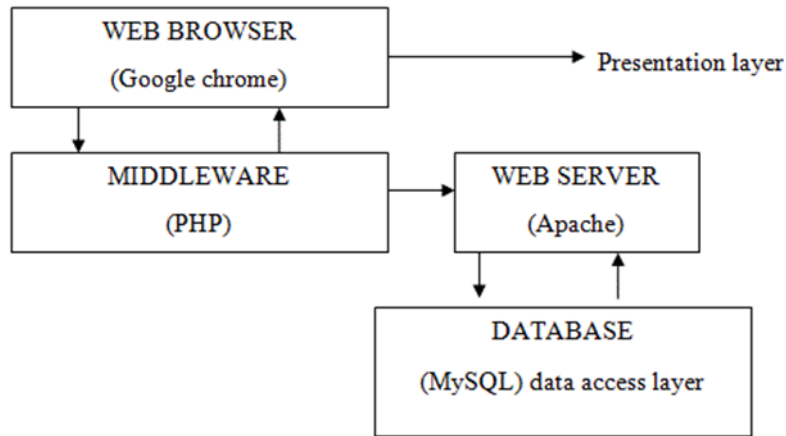 WEB BROWSER
(Google chrome)
Presentation layer
MIDDLEWARE
(PHP)
WEB SERVER
(Apache)
DATABASE
(MySQL) data access layer